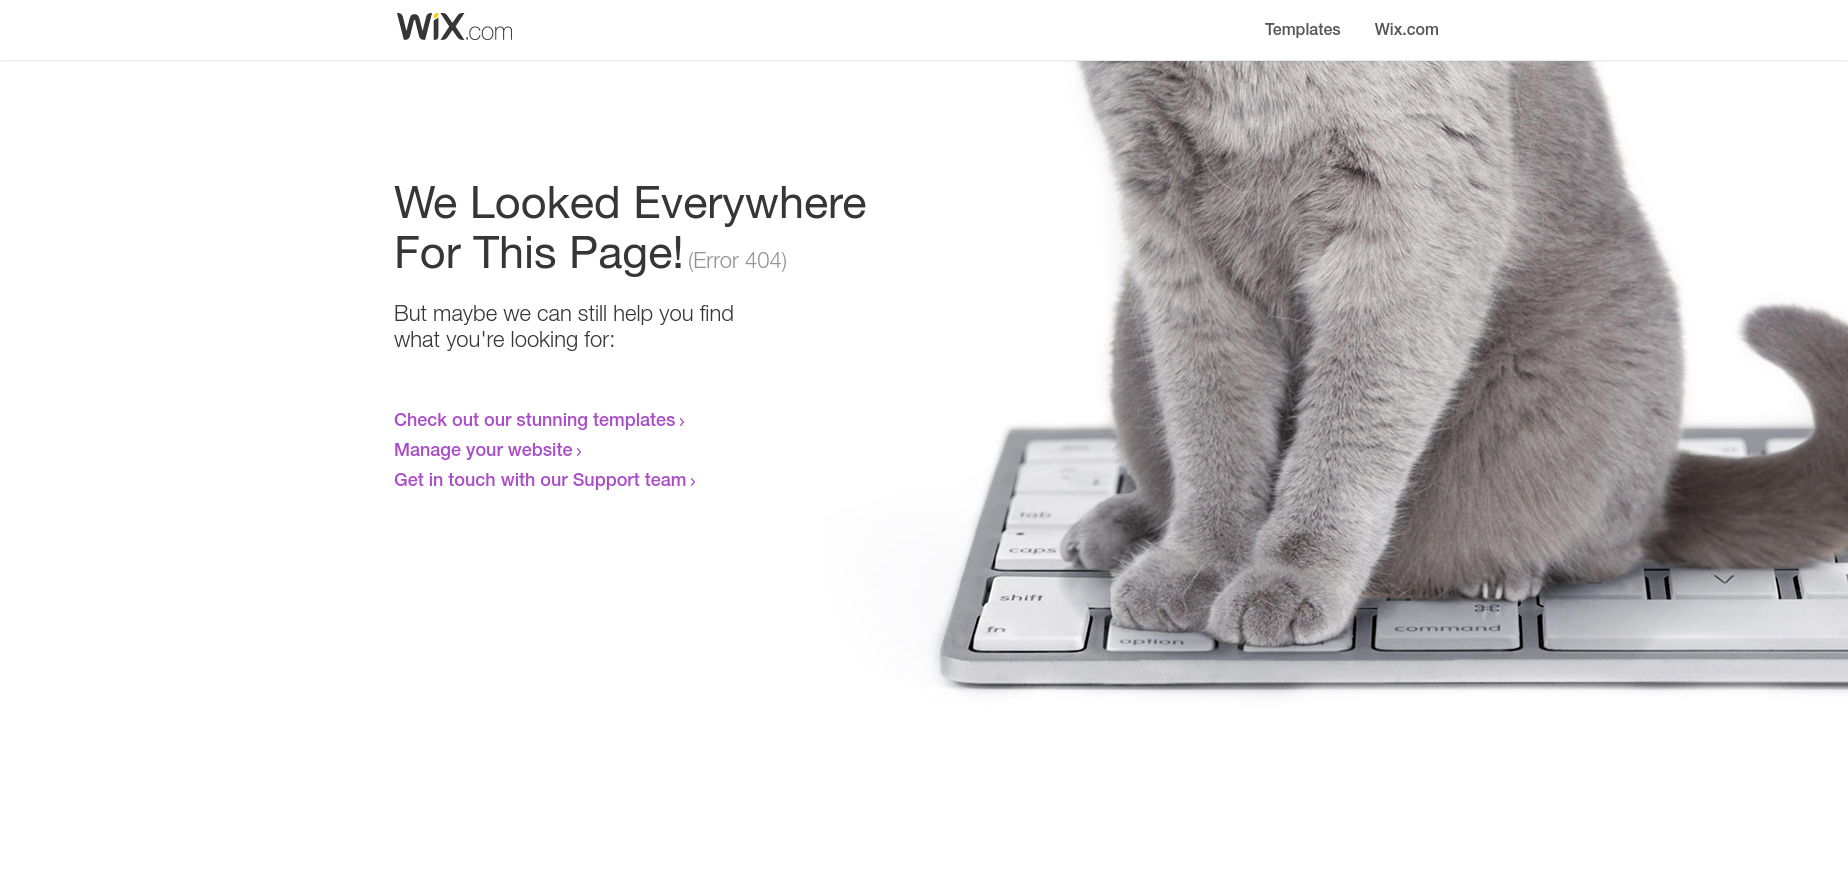 WiX.com
Templates
Wix.com
We Looked Everywhere
For This Page! (Error 404)
But maybe we can still help you find
what you're looking for:
Check out our stunning templates ›
Manage your website ›
Get in touch with our Support team ›
tab
caps
shift
fn
option
⌘
command